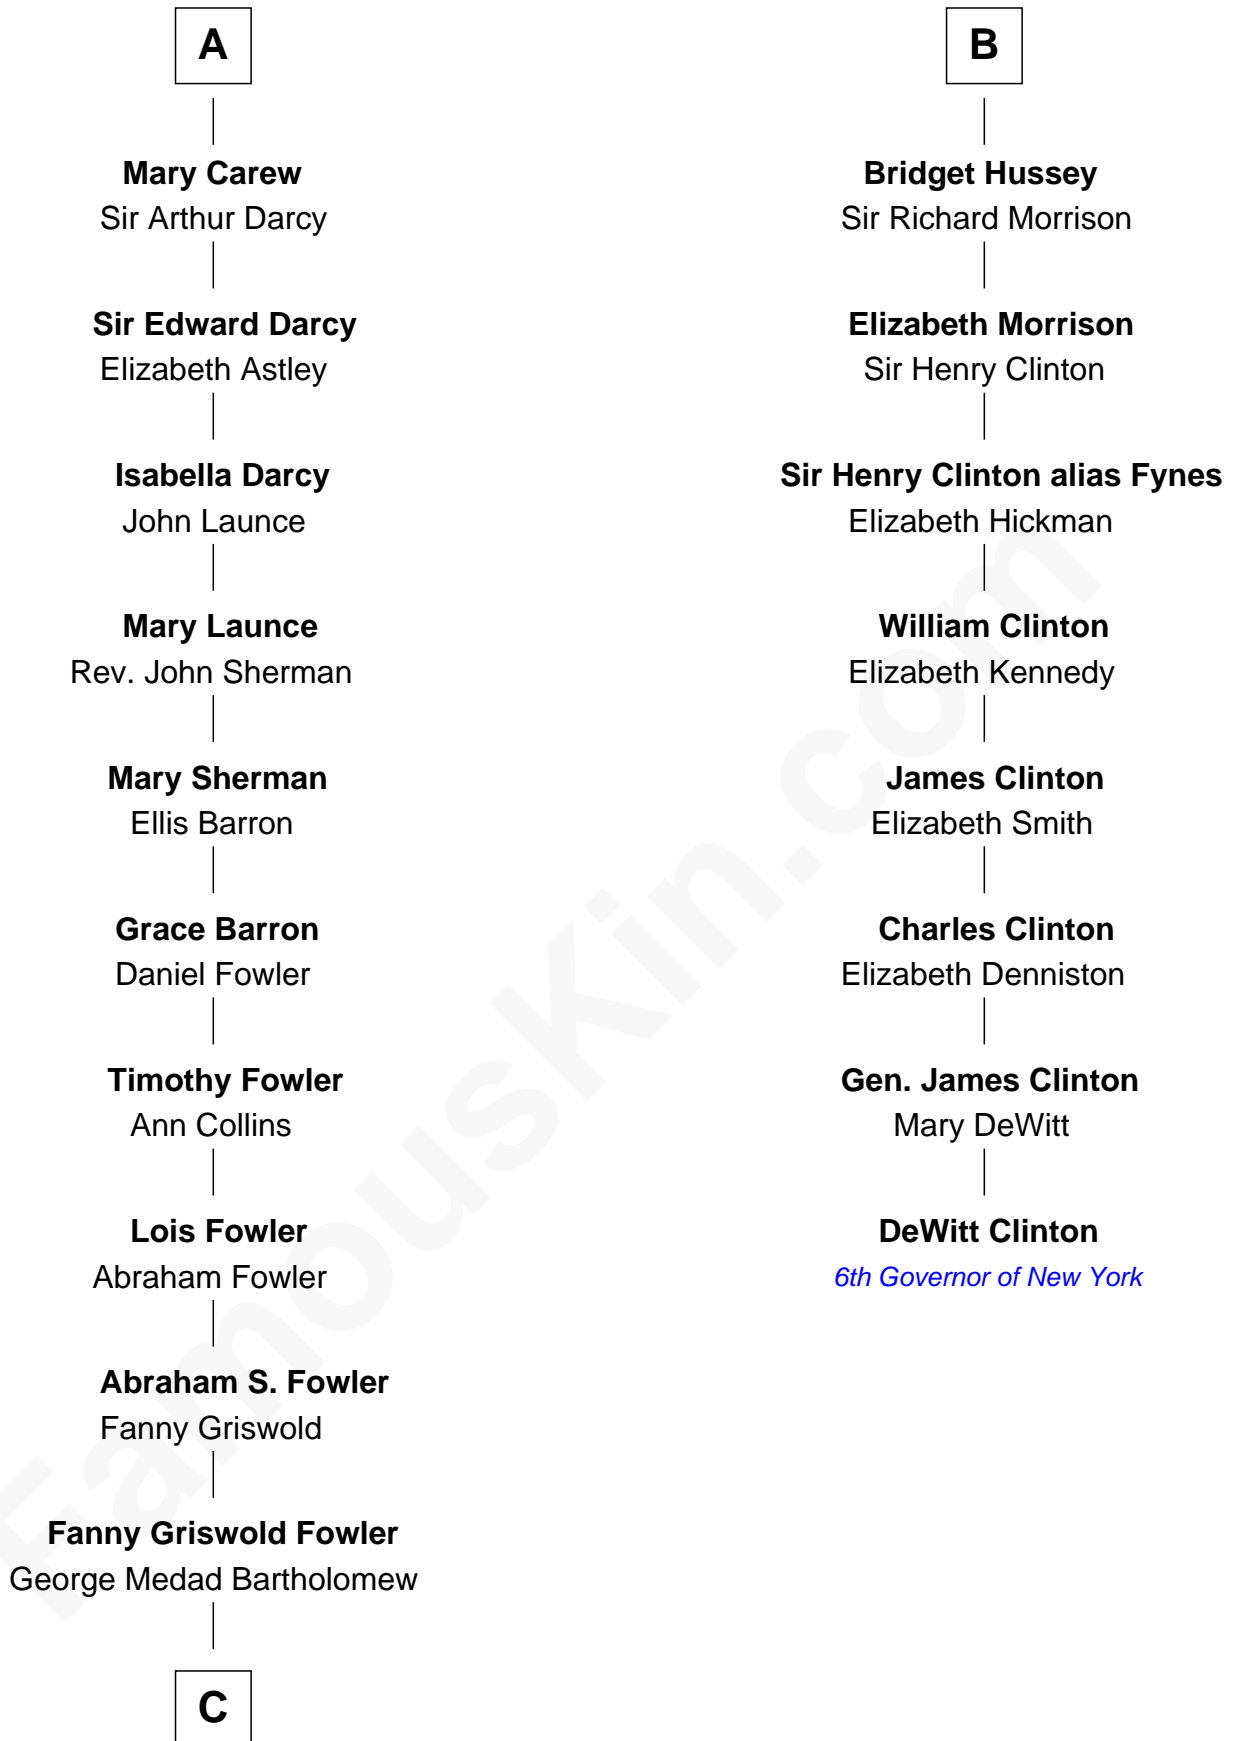 A
Mary Carew
Sir Arthur Darcy
Sir Edward Darcy
Elizabeth Astley
Isabella Darcy
John Launce
Mary Launce
Rev. John Sherman
Mary Sherman
Ellis Barron
Grace Barron
Daniel Fowler
Timothy Fowler
Ann Collins
Lois Fowler
Abraham Fowler
Abraham S. Fowler
Fanny Griswold
Fanny Griswold Fowler
George Medad Bartholomew
C
B
Bridget Hussey
Sir Richard Morrison
Elizabeth Morrison
Sir Henry Clinton
Sir Henry Clinton alias Fynes
Elizabeth Hickman
William Clinton
Elizabeth Kennedy
James Clinton
Elizabeth Smith
Charles Clinton
Elizabeth Denniston
Gen. James Clinton
Mary DeWitt
DeWitt Clinton
6th Governor of New York
FamousKin.com